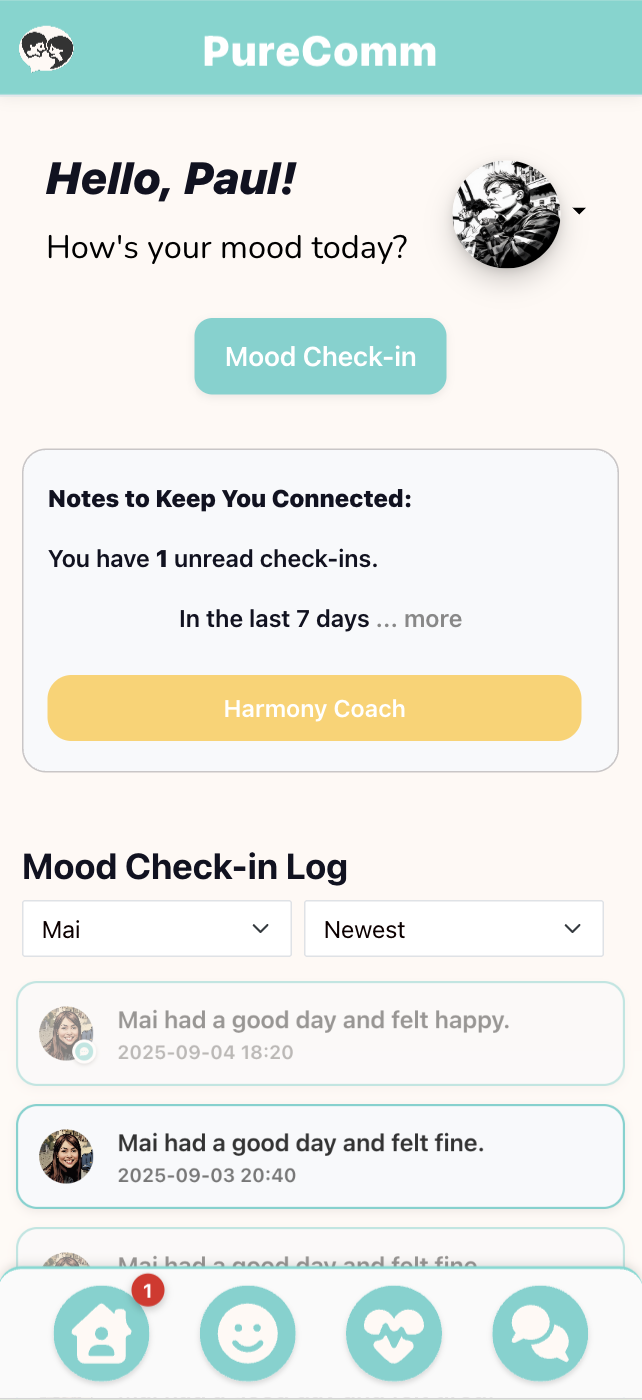 PureComm
Hello, Paul!
How's your mood today?
Mood Check-in
Notes to Keep You Connected:
You have 1 unread check-ins.
In the last 7 days ... more
Harmony Coach
Mood Check-in Log
Mai
Newest
Mai had a good day and felt happy.
2025-09-04 18:20
Mai had a good day and felt fine.
2025-09-03 20:40
Mai had a good day and felt fine.
1